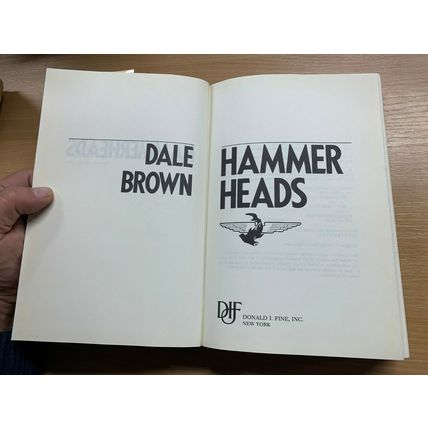 DALE
BROWN
HAMMER
HEADS
DIF
DONALD I. FINE, INC.
NEW YORK